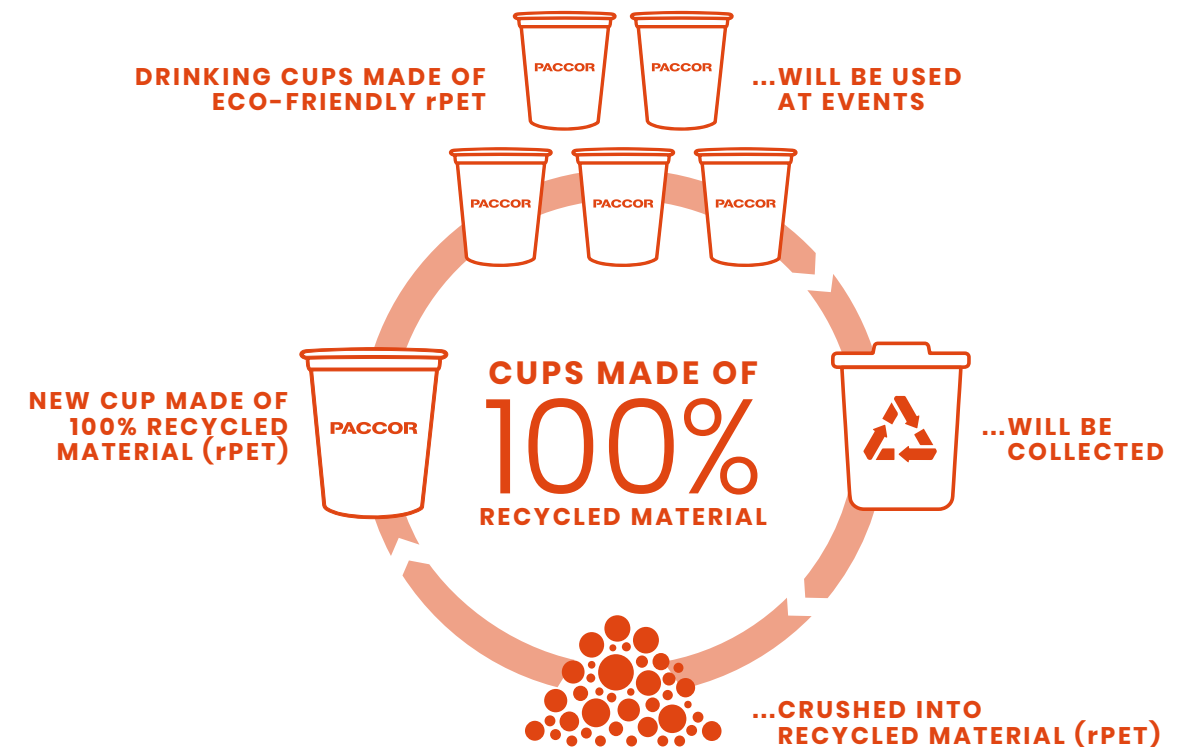 PACCOR
PACCOR
DRINKING CUPS MADE OF
ECO-FRIENDLY rPET
...WILL BE USED
AT EVENTS
PACCOR
PACCOR
PACCOR
CUPS MADE OF
100%
RECYCLED MATERIAL
NEW CUP MADE OF
100% RECYCLED
MATERIAL (rPET)
PACCOR
...WILL BE
COLLECTED
...CRUSHED INTO
RECYCLED MATERIAL (rPET)